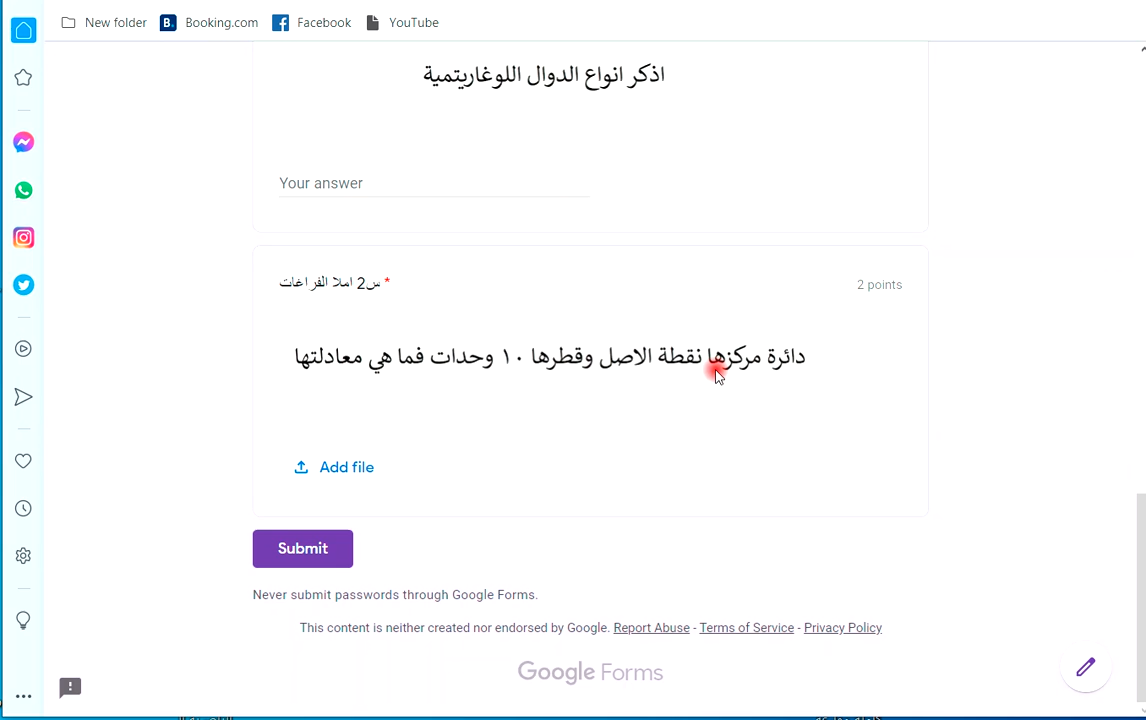 New folder
Booking.com
Facebook
YouTube
اذكر انواع الدوال اللوغاريتمية
Your answer
س2 املا الفراغات *
2 points
دائرة مركزها نقطة الاصل وقطرها ١٠ وحدات فما هي معادلتها
Add file
Submit
Never submit passwords through Google Forms.
This content is neither created nor endorsed by Google. Report Abuse - Terms of Service - Privacy Policy
Google Forms